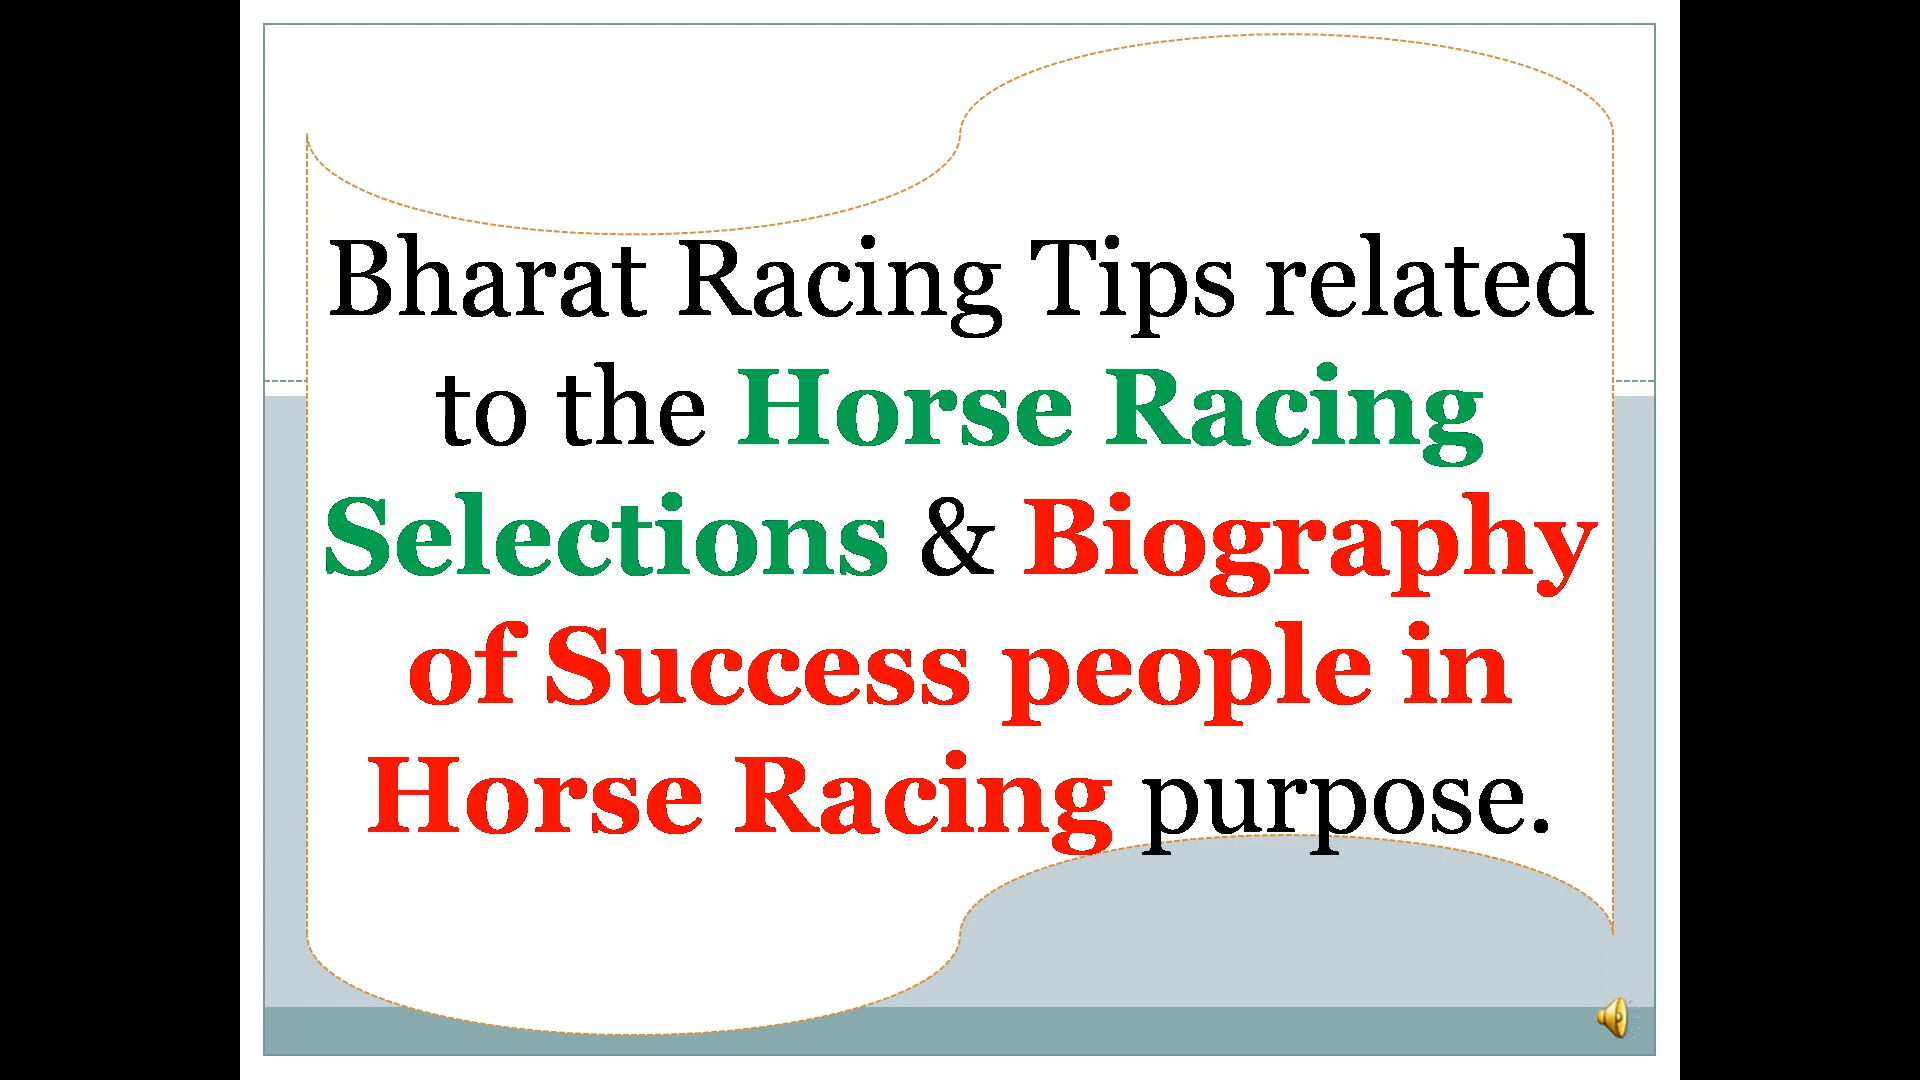 Bharat Racing Tips related
to the Horse Racing
Selections & Biography
of Success people in
Horse Racing purpose.